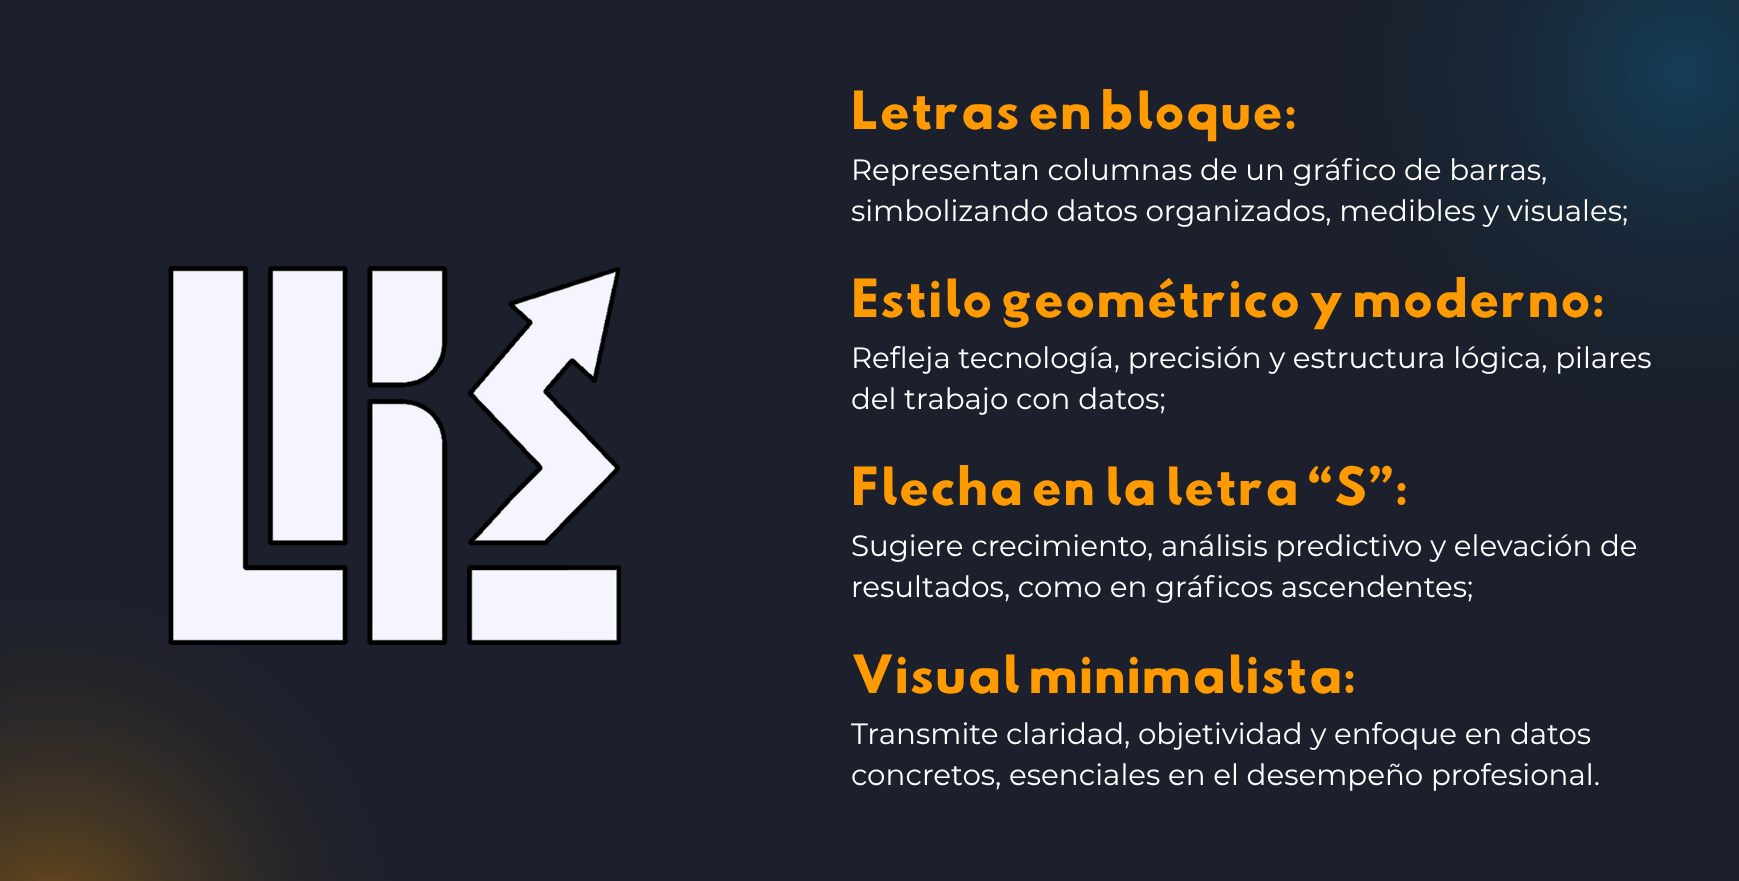 Letras en bloque:
Representan columnas de un gráfico de barras,
simbolizando datos organizados, medibles y visuales;
Estilo geométrico y moderno:
Refleja tecnología, precisión y estructura lógica, pilares
del trabajo con datos;
Flecha en la letra “S”:
Sugiere crecimiento, análisis predictivo y elevación de
resultados, como en gráficos ascendentes;
Visual minimalista:
Transmite claridad, objetividad y enfoque en datos
concretos, esenciales en el desempeño profesional.